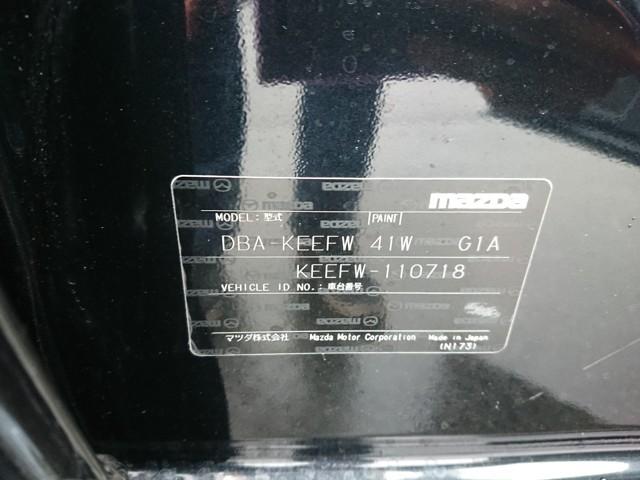 mazda
MODEL: 型式 PAINT
DBA-KEEFW 41W G1A
KEEFW-110718
VEHICLE ID NO.: 車台番号
マツダ株式会社 Mazda Motor Corporation Made in Japan
(N173)